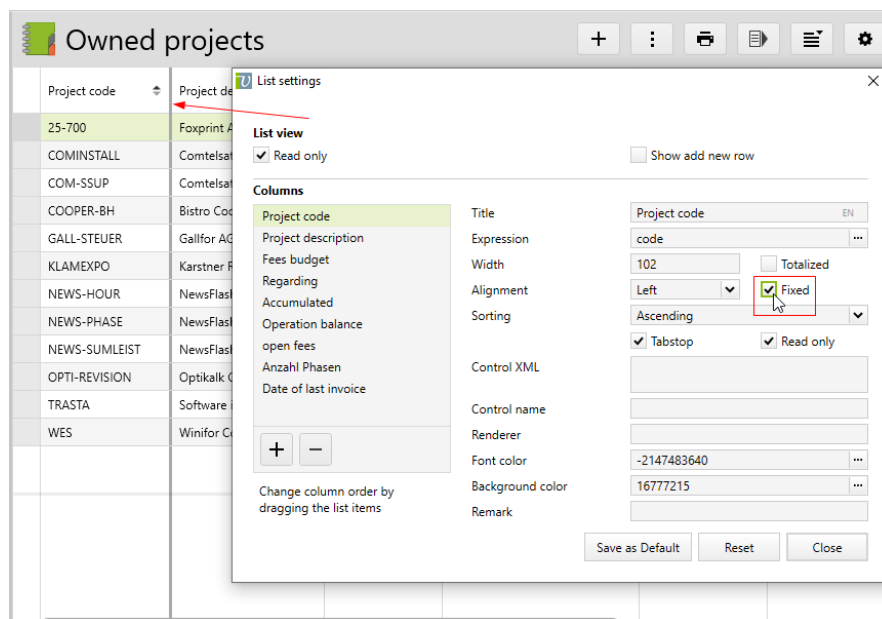 Owned projects
Project code
Project de
List settings
25-700
Foxprint A
COMINSTALL
Comtelsat
COM-SSUP
Comtelsat
COOPER-BH
Bistro Coo
GALL-STEUER
Gallfor AG
KLAMEXPO
Karstner F
NEWS-HOUR
NewsFlash
NEWS-PHASE
NewsFlash
NEWS-SUMLEIST
NewsFlash
OPTI-REVISION
Optikalk
TRASTA
Software i
WES
Winifor Co
List view
Read only
Show add new row
Columns
Project code
Project description
Fees budget
Regarding
Accumulated
Operation balance
open fees
Anzahl Phasen
Date of last invoice
Change column order by
dragging the list items
Title
Project code
EN
Expression
code
Width
102
Totalized
Alignment
Left
Fixed
Sorting
Ascending
Tabstop
Read only
Control XML
Control name
Renderer
Font color
-2147483640
Background color
16777215
Remark
Save as Default
Reset
Close